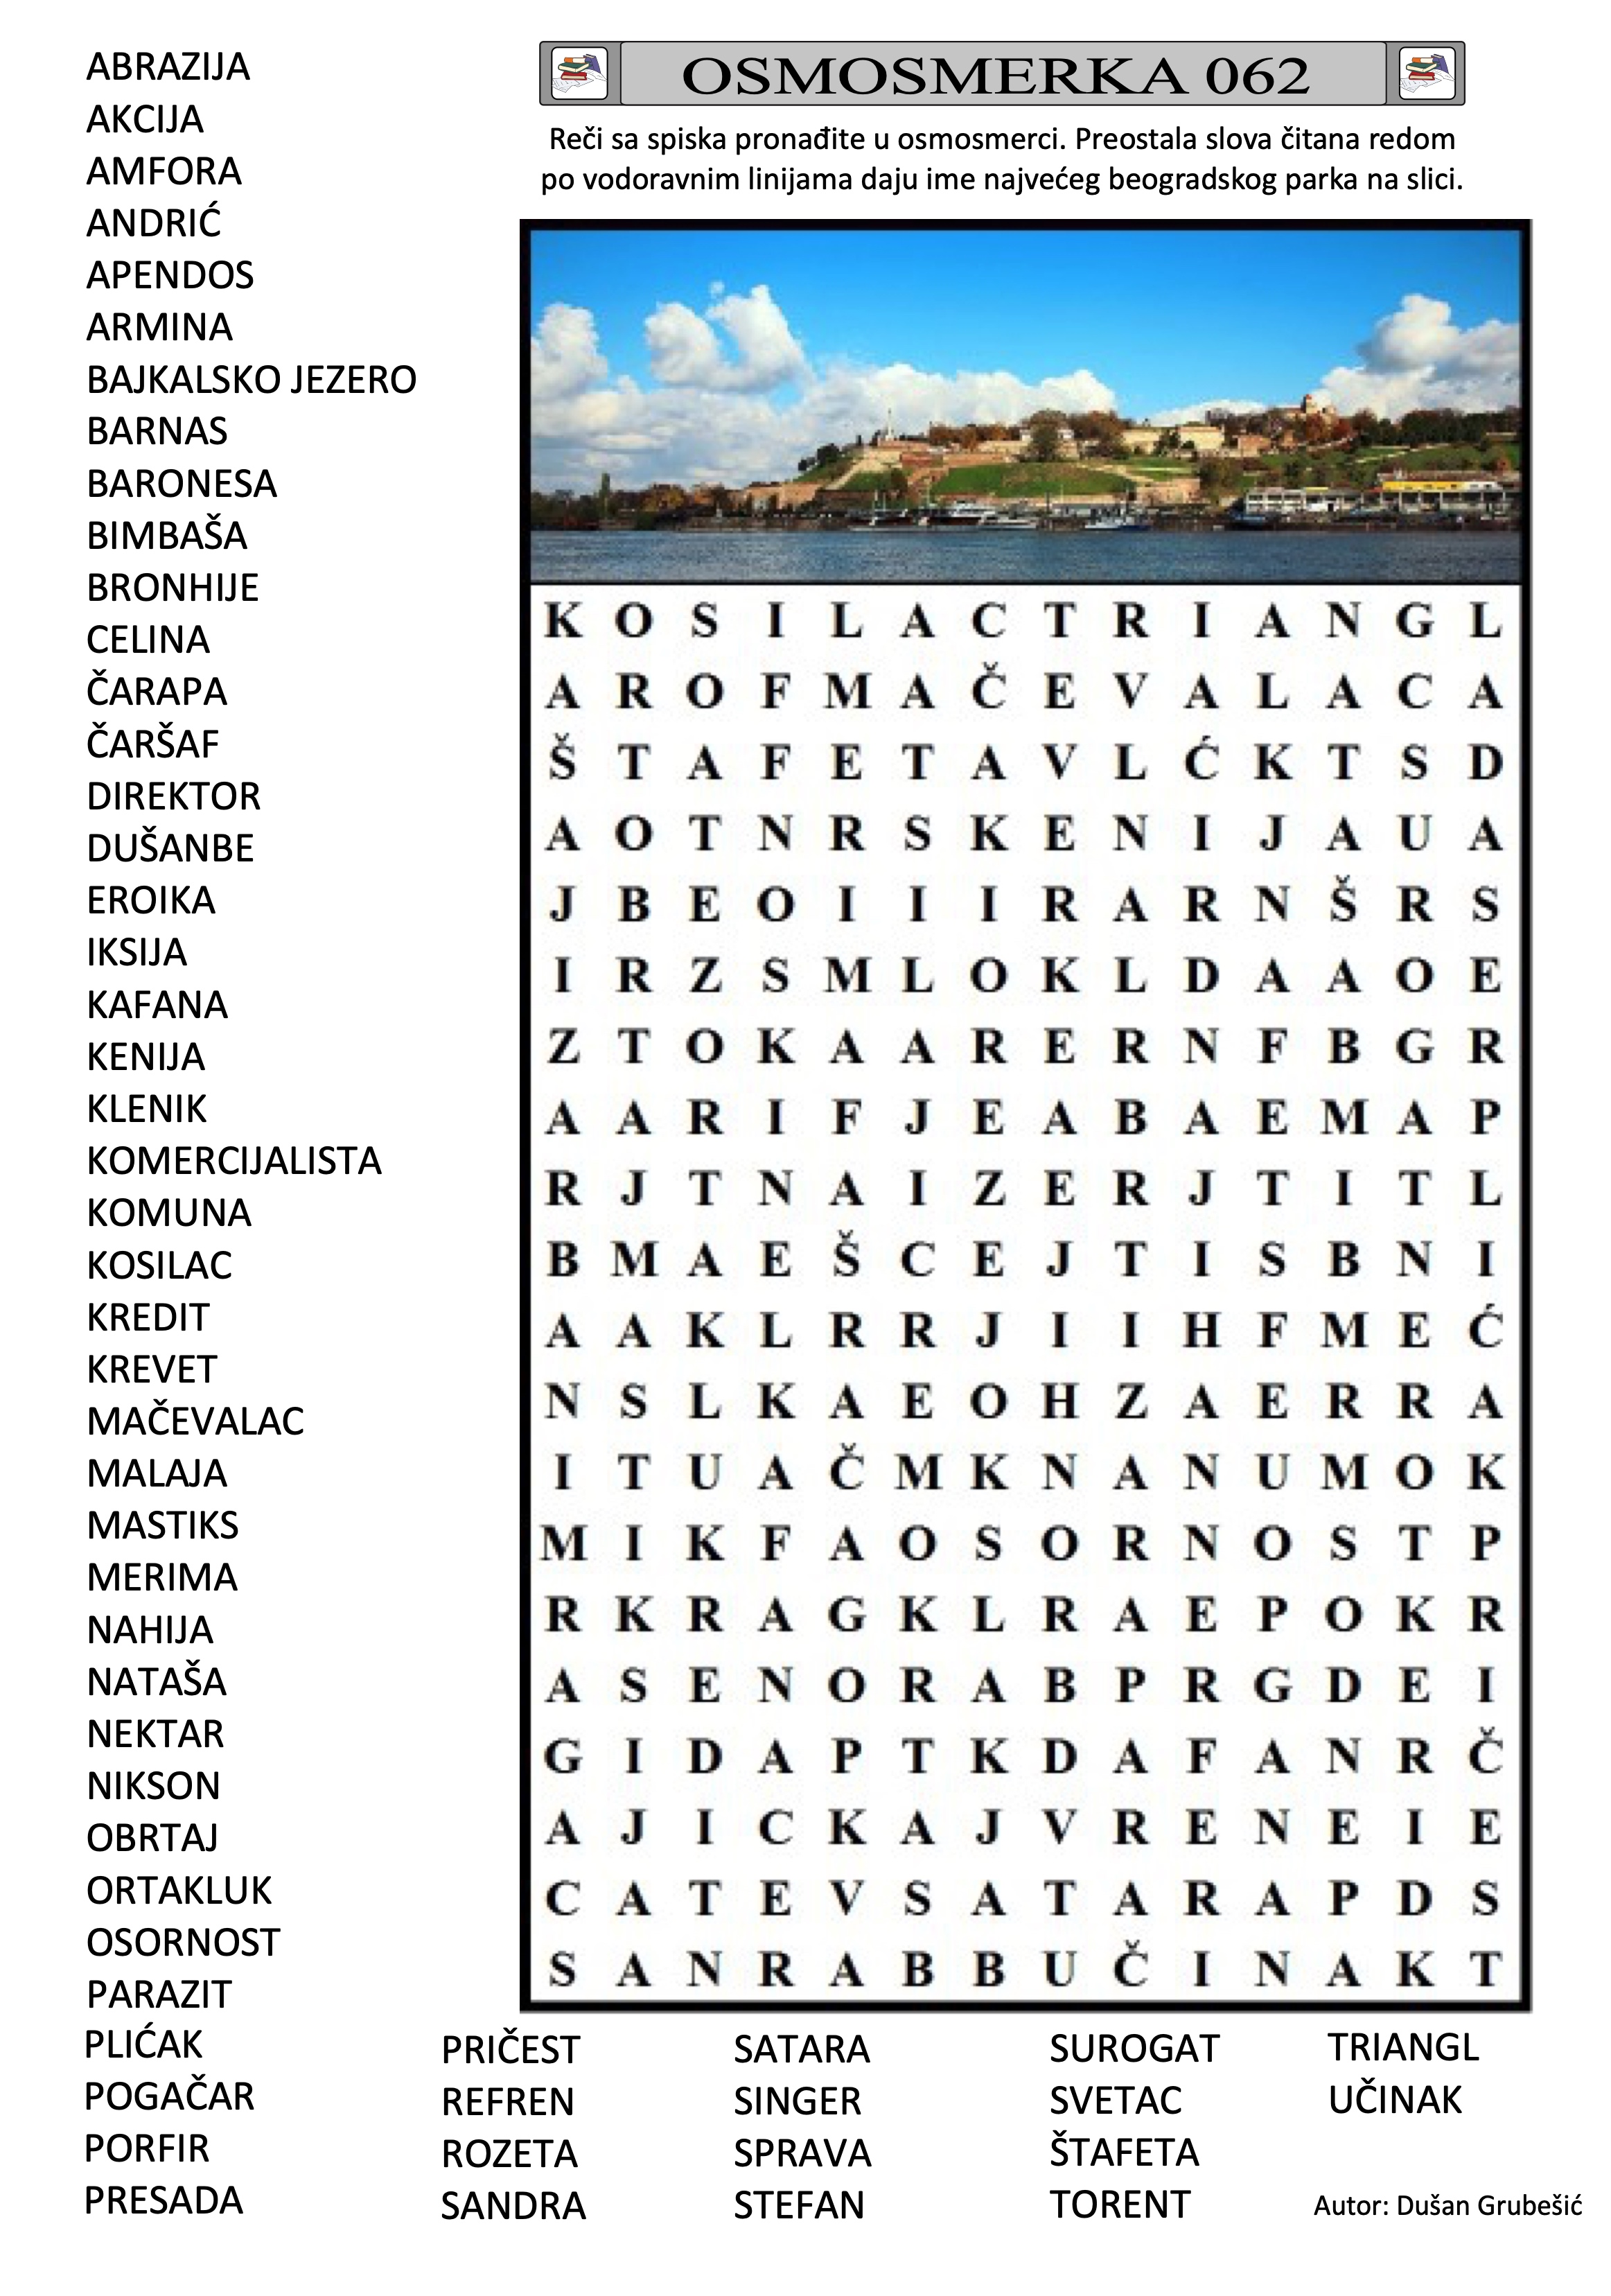 OSMOSMERKA 062
Reči sa spiska pronađite u osmosmerci. Preostala slova čitana redom
po vodoravnim linijama daju ime najvećeg beogradskog parka na slici.
ABRAZIJA
AKCIJA
AMFORA
ANDRIĆ
APENDOS
ARMINA
BAJKALSKO JEZERO
BARNAS
BARONESA
BIMBAŠA
BRONHIJE
CELINA
ČARAPA
ČARŠAF
DIREKTOR
DUŠANBE
EROIKA
IKSIJA
KAFANA
KENIJA
KLENIK
KOMERCIJALISTA
KOMUNA
KOSILAC
KREDIT
KREVET
MAČEVALAC
MALAJA
MASTIKS
MERIMA
NAHIJA
NATAŠA
NEKTAR
NIKSON
OBRTAJ
ORTAKLUK
OSORNOST
PARAZIT
PLIĆAK
POGAČAR
PORFIR
PRESADA
K O S I L A C T R I A N G L
A R O F M A Č E V A L A C A
Š T A F E T A V L Ć K T S D
A O T N R S K E N I J A U A
J B E O I I I R A R N Š R S
I R Z S M L O K L D A A O E
Z T O K A A R E R N F B G R
A A R I F J E A B A E M A P
R J T N A I Z E R J T I T L
B M A E Š C E J T I S B N I
A A K L R R J I I H F M E Ć
N S L K A E O H Z A E R R A
I T U A Č M K N A N U M O K
M I K F A O S O R N O S T P
R K R A G K L R A E P O K R
A S E N O R A B P R G D E I
G I D A P T K D A F A N R Č
A J I C K A J V R E N E I E
C A T E V S A T A R A P D S
S A N R A B B U Č I N A K T
PRIČEST
REFREN
ROZETA
SANDRA
SATARA
SINGER
SPRAVA
STEFAN
SUROGAT
SVETAC
ŠTAFETA
TORENT
TRIANGL
UČINAK
Autor: Dušan Grubešić